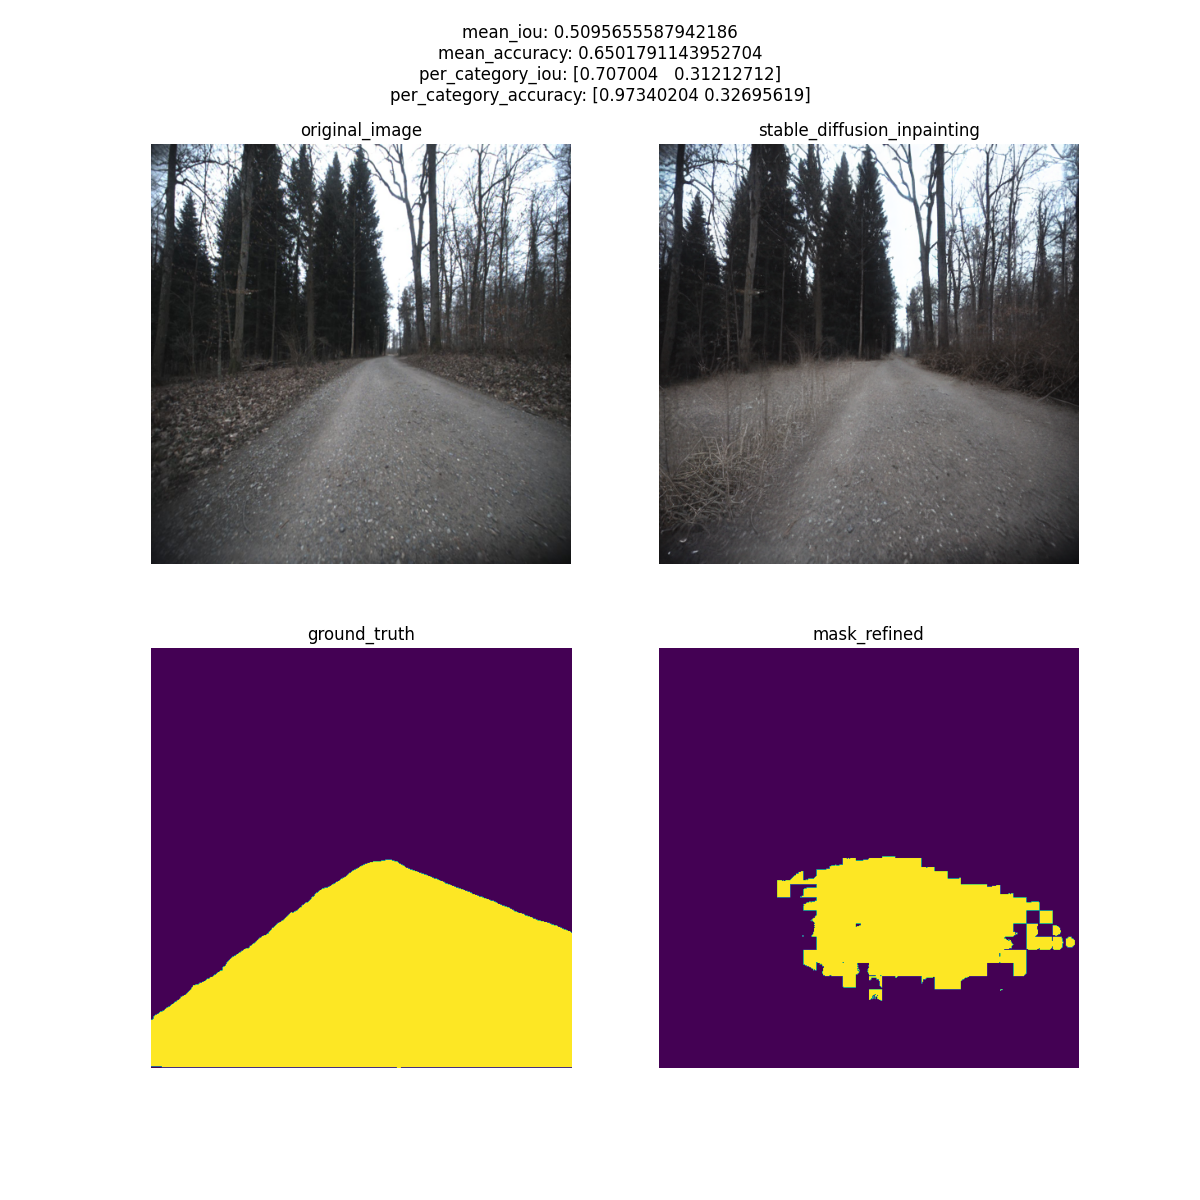 mean_iou: 0.5095655587942186
mean_accuracy: 0.6501791143952704
per_category_iou: [0.707004   0.31212712]
per_category_accuracy: [0.97340204 0.32695619]
original_image
stable_diffusion_inpainting
ground_truth
mask_refined